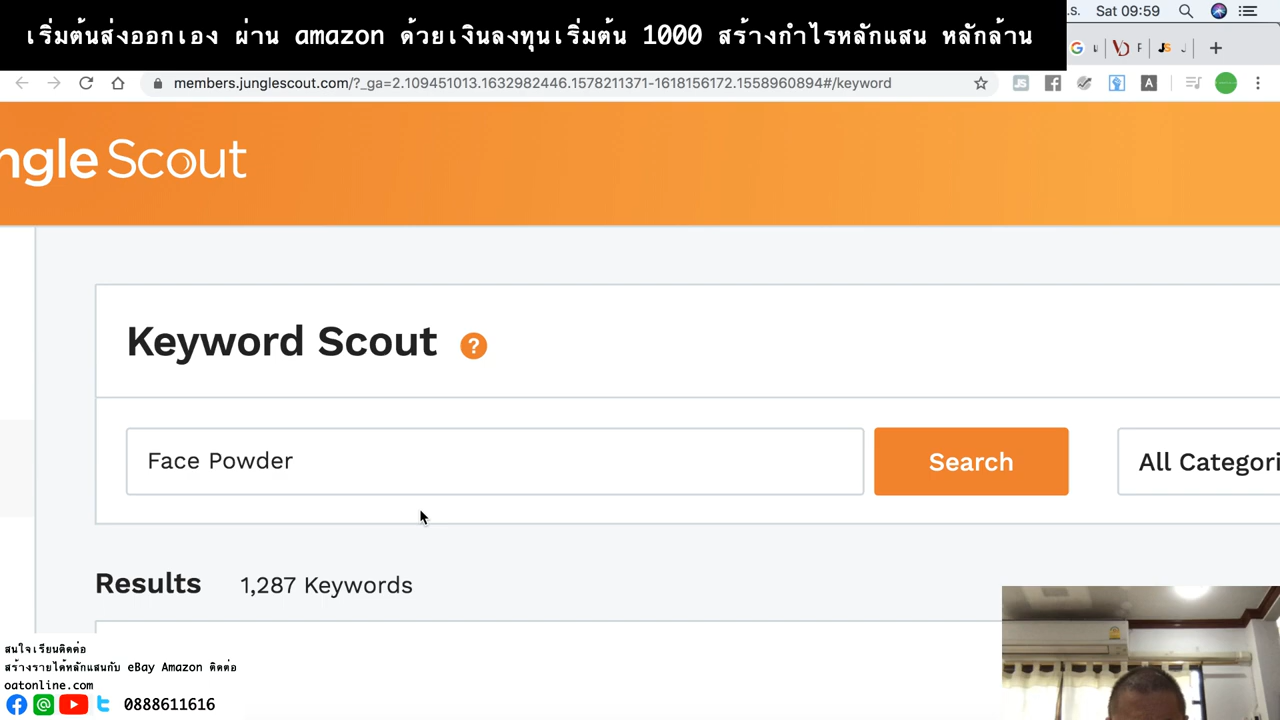 เริ่มต้นส่งออกเอง ผ่าน amazon ด้วยเงินลงทุนเริ่มต้น 1000 สร้างกำไรหลักแสน หลักล้าน
Sat 09:59
members.junglescout.com/?_ga=2.109451013.1632982446.1578211371-1618156172.1558960894#/keyword
ngle Scout
Keyword Scout ?
Face Powder
Search
All Categori
Results 1,287 Keywords
สนใจเรียนติดต่อ
สร้างรายได้หลักแสนกับ eBay Amazon ติดต่อ
oatonline.com
0888611616